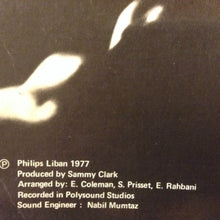 ℗ Philips Liban 1977
Produced by Sammy Clark
Arranged by: E. Coleman, S. Prisset, E. Rahbani
Recorded in Polysound Studios
Sound Engineer : Nabil Mumtaz